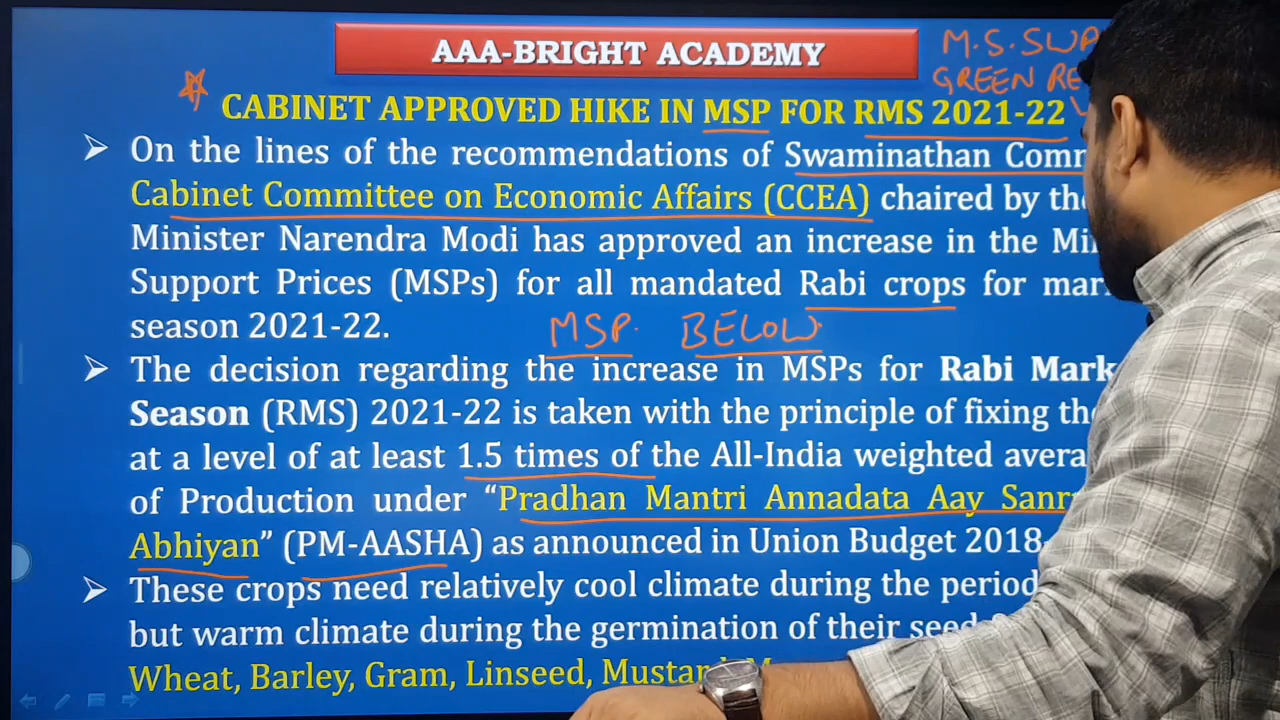 AAA-BRIGHT ACADEMY
M.S.SWA
GREEN RE
CABINET APPROVED HIKE IN MSP FOR RMS 2021-22
➢ On the lines of the recommendations of Swaminathan
Cabinet Committee on Economic Affairs (CCEA) chaired by the
Minister Narendra Modi has approved an increase in the
Support Prices (MSPs) for all mandated Rabi crops for
season 2021-22.
MSP. BELOW.
➢ The decision regarding the increase in MSPs for Rabi
Season (RMS) 2021-22 is taken with the principle of fixing
at a level of at least 1.5 times of the All-India weighted
of Production under “Pradhan Mantri Annadata Aay
Abhiyan” (PM-AASHA) as announced in Union Budget 2018-
➢ These crops need relatively cool climate during the period
but warm climate during the germination of their
Wheat, Barley, Gram, Linseed,